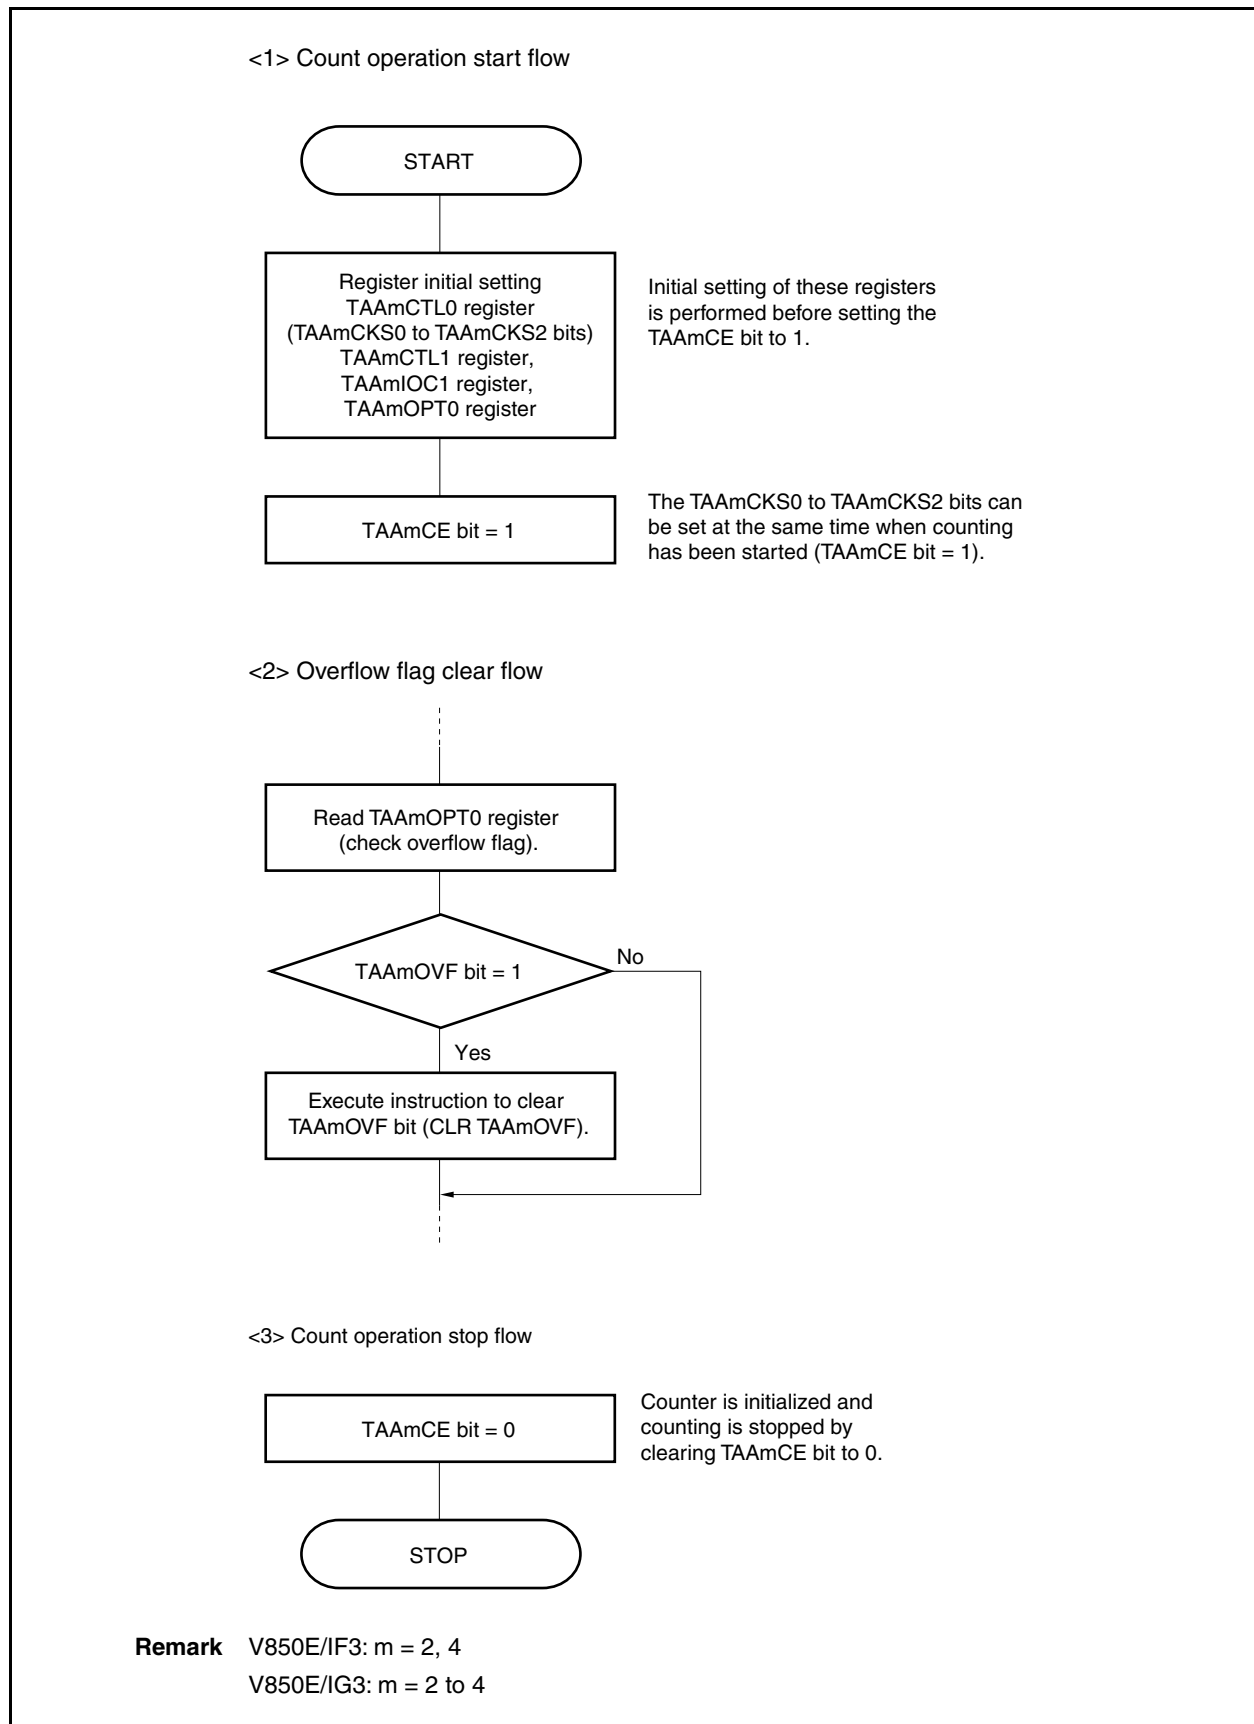 <1> Count operation start flow
START
Register initial setting
TAAmCTL0 register
(TAAmCKS0 to TAAmCKS2 bits)
TAAmCTL1 register,
TAAmIOC1 register,
TAAmOPT0 register
Initial setting of these registers
is performed before setting the
TAAmCE bit to 1.
TAAmCE bit = 1
The TAAmCKS0 to TAAmCKS2 bits can
be set at the same time when counting
has been started (TAAmCE bit = 1).
<2> Overflow flag clear flow
Read TAAmOPT0 register
(check overflow flag).
TAAmOVF bit = 1
No
Yes
Execute instruction to clear
TAAmOVF bit (CLR TAAmOVF).
<3> Count operation stop flow
TAAmCE bit = 0
Counter is initialized and
counting is stopped by
clearing TAAmCE bit to 0.
STOP
Remark V850E/IF3: m = 2, 4
V850E/IG3: m = 2 to 4